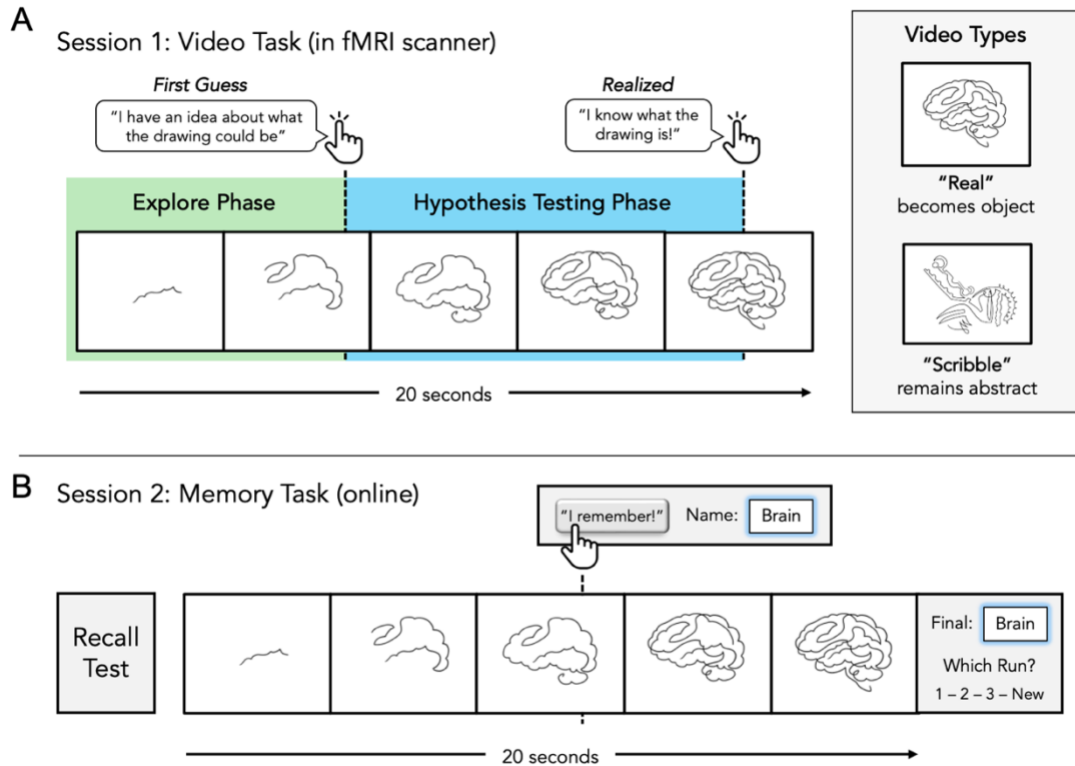 A
Session 1: Video Task (in fMRI scanner)
First Guess
"I have an idea about what
the drawing could be"
Realized
"I know what the
drawing is!"
Explore Phase
Hypothesis Testing Phase
20 seconds
Video Types
"Real"
becomes object
"Scribble"
remains abstract
B
Session 2: Memory Task (online)
"I remember!"
Name:
Brain
Recall
Test
Final:
Brain
Which Run?
1 – 2 – 3 – New
20 seconds